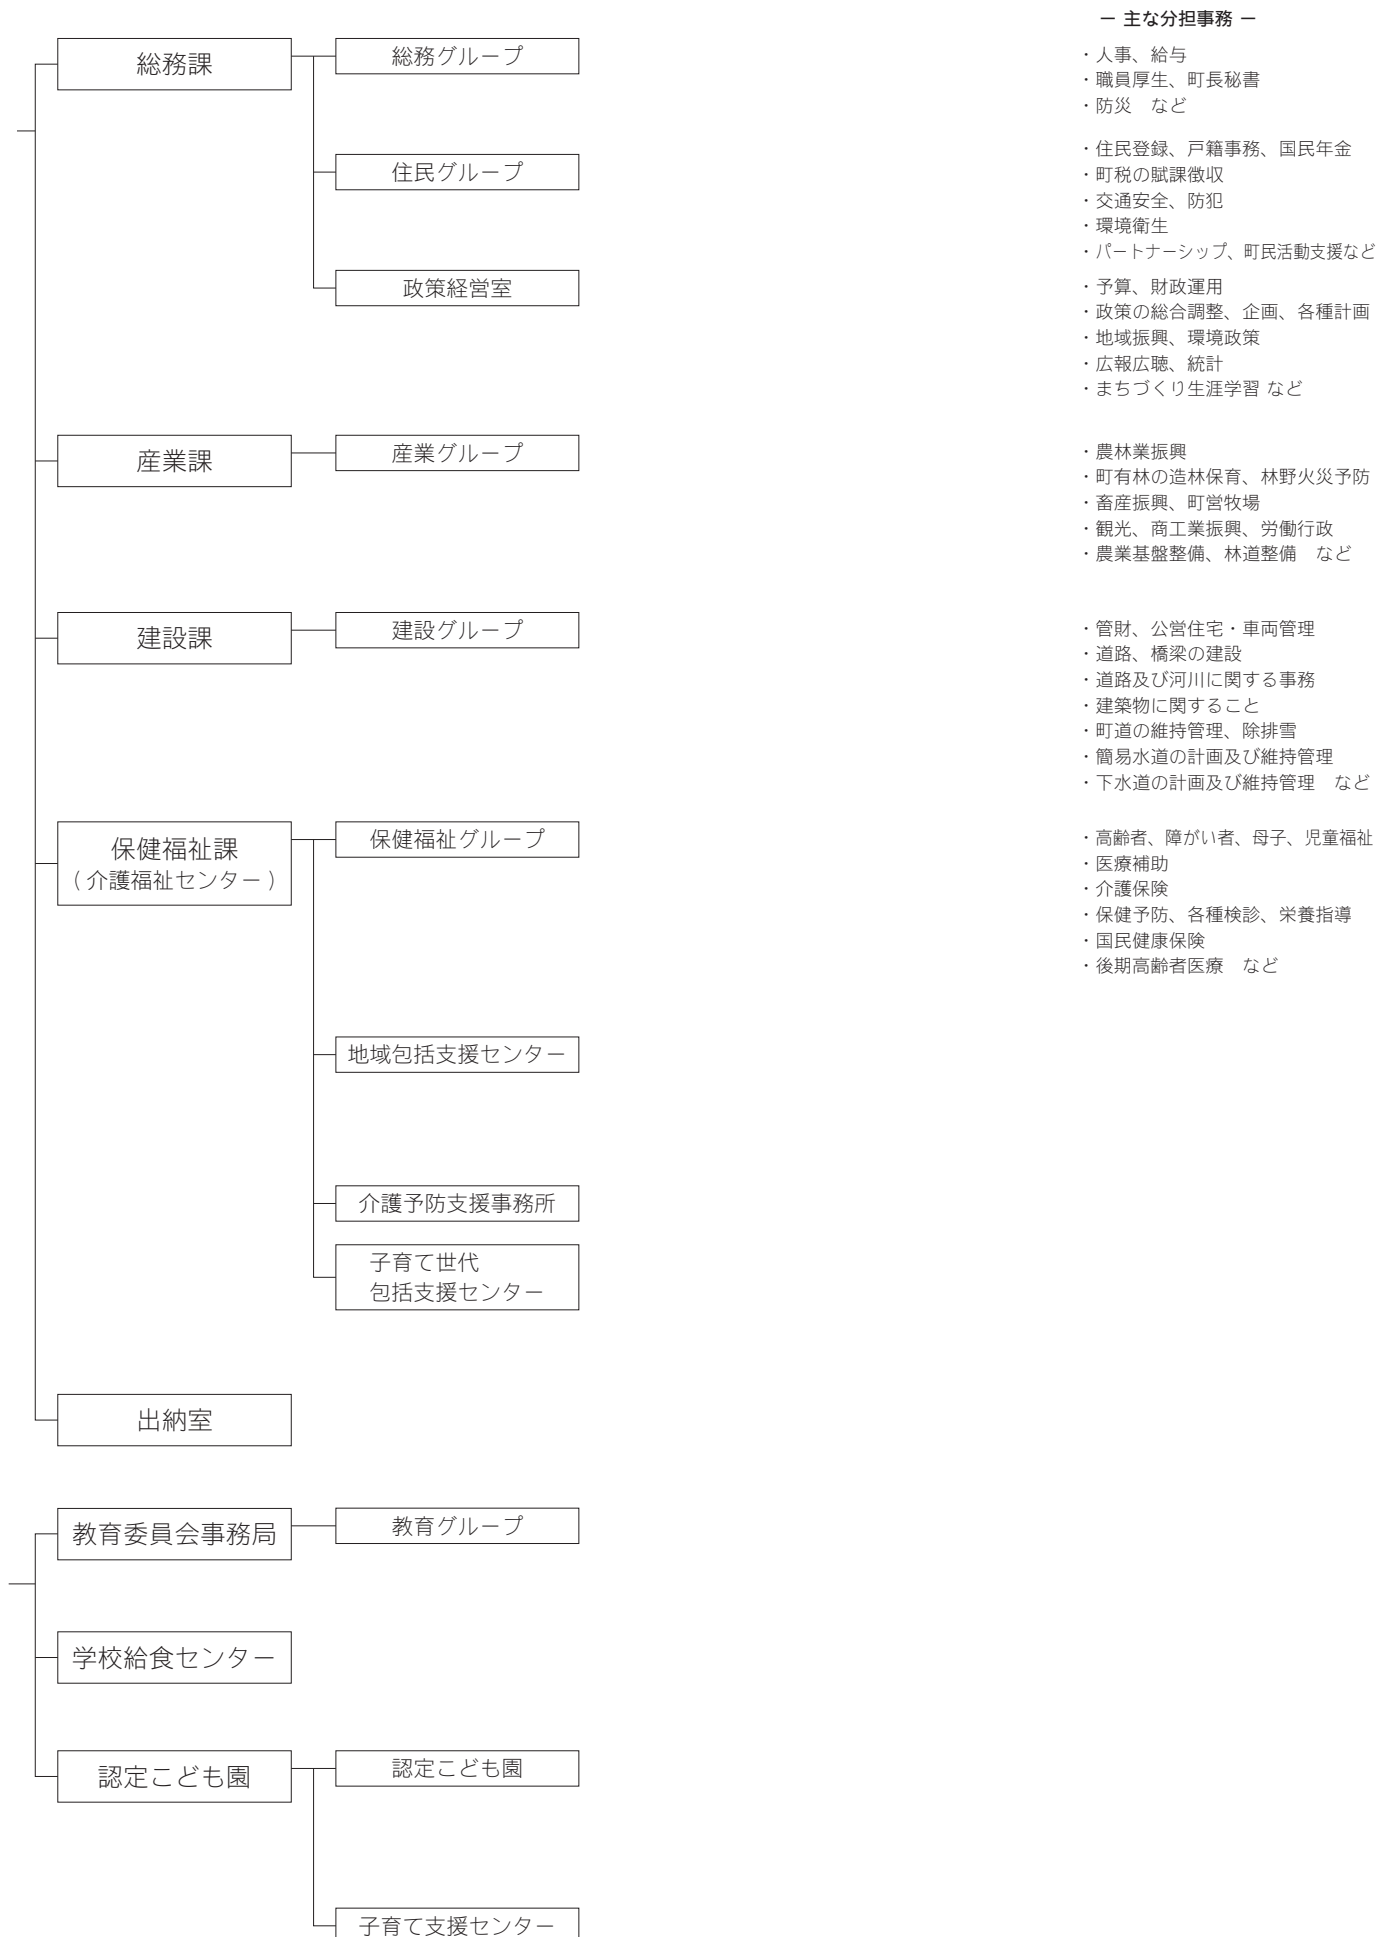 ― 主な分担事務 ―
総務課
総務グループ
・人事、給与
・職員厚生、町長秘書
・防災　など
住民グループ
・住民登録、戸籍事務、国民年金
・町税の賦課徴収
・交通安全、防犯
・環境衛生
・パートナーシップ、町民活動支援など
政策経営室
・予算、財政運用
・政策の総合調整、企画、各種計画
・地域振興、環境政策
・広報広聴、統計
・まちづくり生涯学習 など
産業課
産業グループ
・農林業振興
・町有林の造林保育、林野火災予防
・畜産振興、町営牧場
・観光、商工業振興、労働行政
・農業基盤整備、林道整備　など
建設課
建設グループ
・管財、公営住宅・車両管理
・道路、橋梁の建設
・道路及び河川に関する事務
・建築物に関すること
・町道の維持管理、除排雪
・簡易水道の計画及び維持管理
・下水道の計画及び維持管理　など
保健福祉課
( 介護福祉センター )
保健福祉グループ
・高齢者、障がい者、母子、児童福祉
・医療補助
・介護保険
・保健予防、各種検診、栄養指導
・国民健康保険
・後期高齢者医療　など
地域包括支援センター
介護予防支援事務所
子育て世代
包括支援センター
出納室
教育委員会事務局
教育グループ
学校給食センター
認定こども園
認定こども園
子育て支援センター